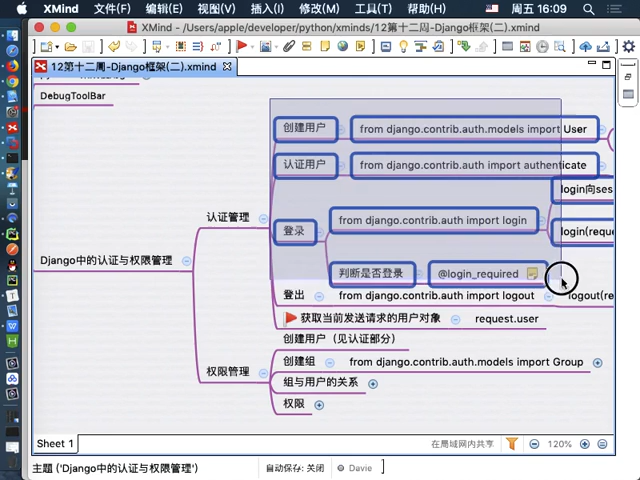 XMind 文件(F) 编辑(E) 视图(V) 插入(I) 修改(M) 工具(T) 帮助(H) 周五 16:09
XMind - /Users/apple/developer/python/xminds/12第十二周-Django框架(二).xmind
12第十二周-Django框架(二).xmind
DebugToolBar
创建用户 from django.contrib.auth.models import User
认证用户 from django.contrib.auth import authenticate
login向ses
认证管理
登录 from django.contrib.auth import login
login(reque
Django中的认证与权限管理
判断是否登录 @login_required
登出 from django.contrib.auth import logout logout(re
获取当前发送请求的用户对象 request.user
创建用户（见认证部分）
权限管理
创建组 from django.contrib.auth.models import Group
组与用户的关系
权限
Sheet 1 在局域网内共享 120%
主题 ('Django中的认证与权限管理') 自动保存: 关闭 Davie